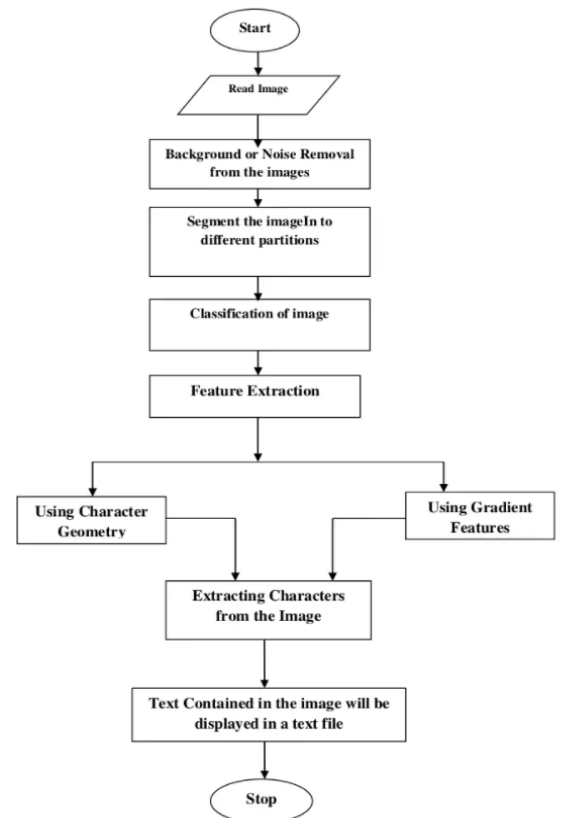 Start
Read Image
Background or Noise Removal
from the images
Segment the imageIn to
different partitions
Classification of image
Feature Extraction
Using Character
Geometry
Using Gradient
Features
Extracting Characters
from the Image
Text Contained in the image will be
displayed in a text file
Stop